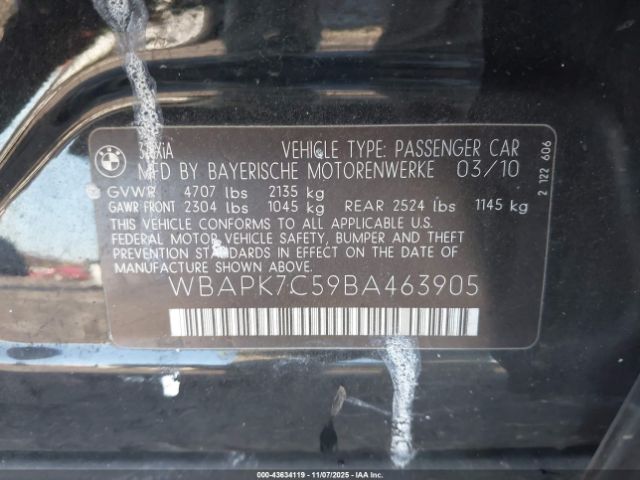 BMW
VEHICLE TYPE: PASSENGER CAR
MFD BY BAYERISCHE MOTORENWERKE 03/10
GVWR 4707 lbs 2135 kg
GAWR FRONT 2304 lbs 1045 kg REAR 2524 lbs 1145 kg
THIS VEHICLE CONFORMS TO ALL APPLICABLE U.S.
FEDERAL MOTOR VEHICLE SAFETY, BUMPER AND THEFT
PREVENTION STANDARDS IN EFFECT ON THE DATE OF
MANUFACTURE SHOWN ABOVE.
WBAPK7C59BA463905
2 122 606
000-43634119 - 11/07/2025 - IAAI.COM